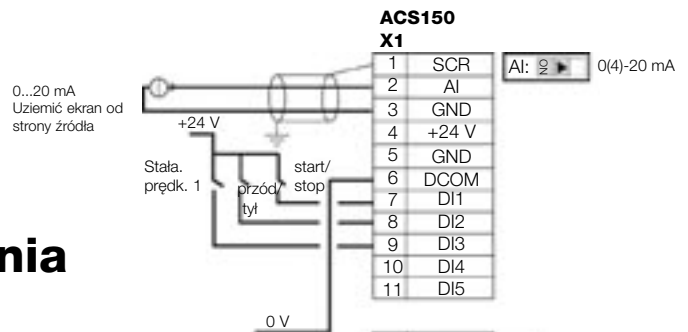 ACS150
X1
1 SCR
2 AI
3 GND
4 +24 V
5 GND
6 DCOM
7 DI1
8 DI2
9 DI3
10 DI4
11 DI5
AI: ON 0(4)-20 mA
0...20 mA
Uziemić ekran od
strony źródła
+24 V
Stała.
prędk. 1
przód/
tył
start/
stop
nia
0 V